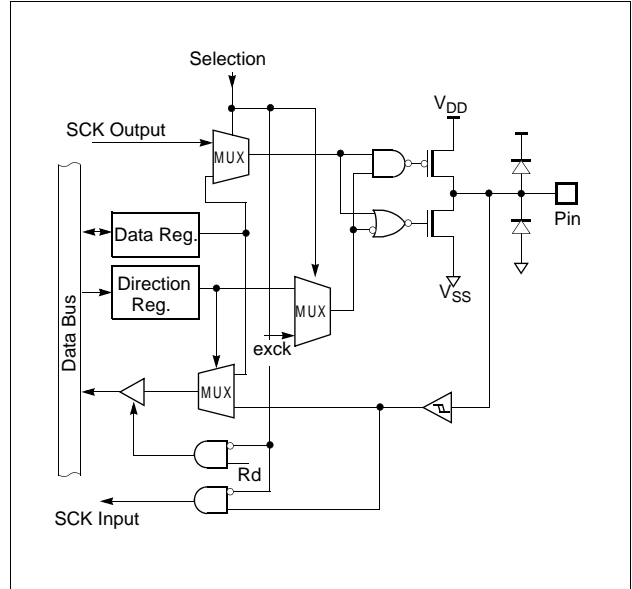 Selection
SCK Output
MUX
VDD
Data Reg.
Direction
Reg.
MUX
exck
VSS
Pin
Data Bus
MUX
Rd
SCK Input